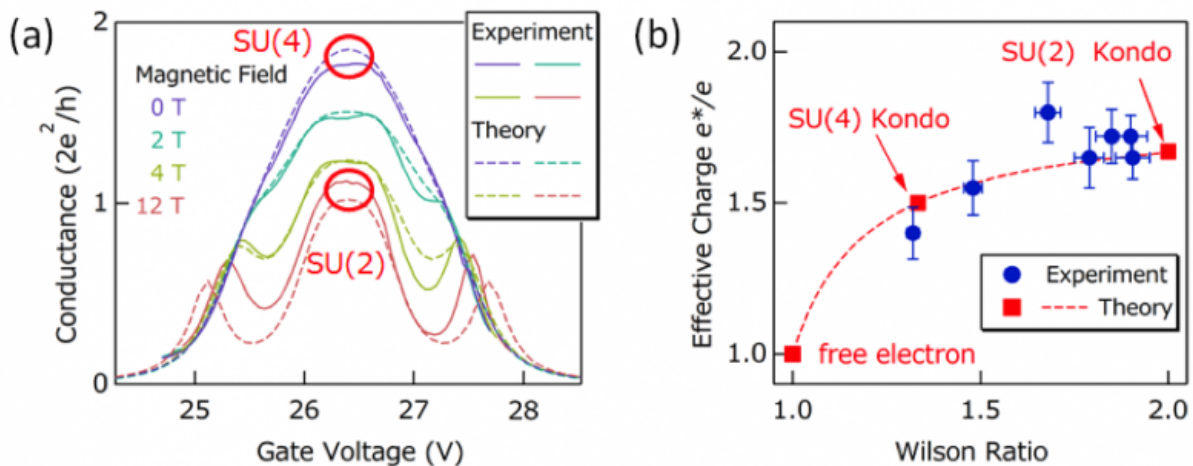 (a)
Conductance (2e²/h)
2
1
0
25 26 27 28
Gate Voltage (V)
SU(4)
Magnetic Field
0 T
2 T
4 T
12 T
SU(2)
Experiment
Theory
(b)
Effective Charge e*/e
2.0
1.5
1.0
1.0 1.5 2.0
Wilson Ratio
SU(2) Kondo
SU(4) Kondo
free electron
Experiment
Theory